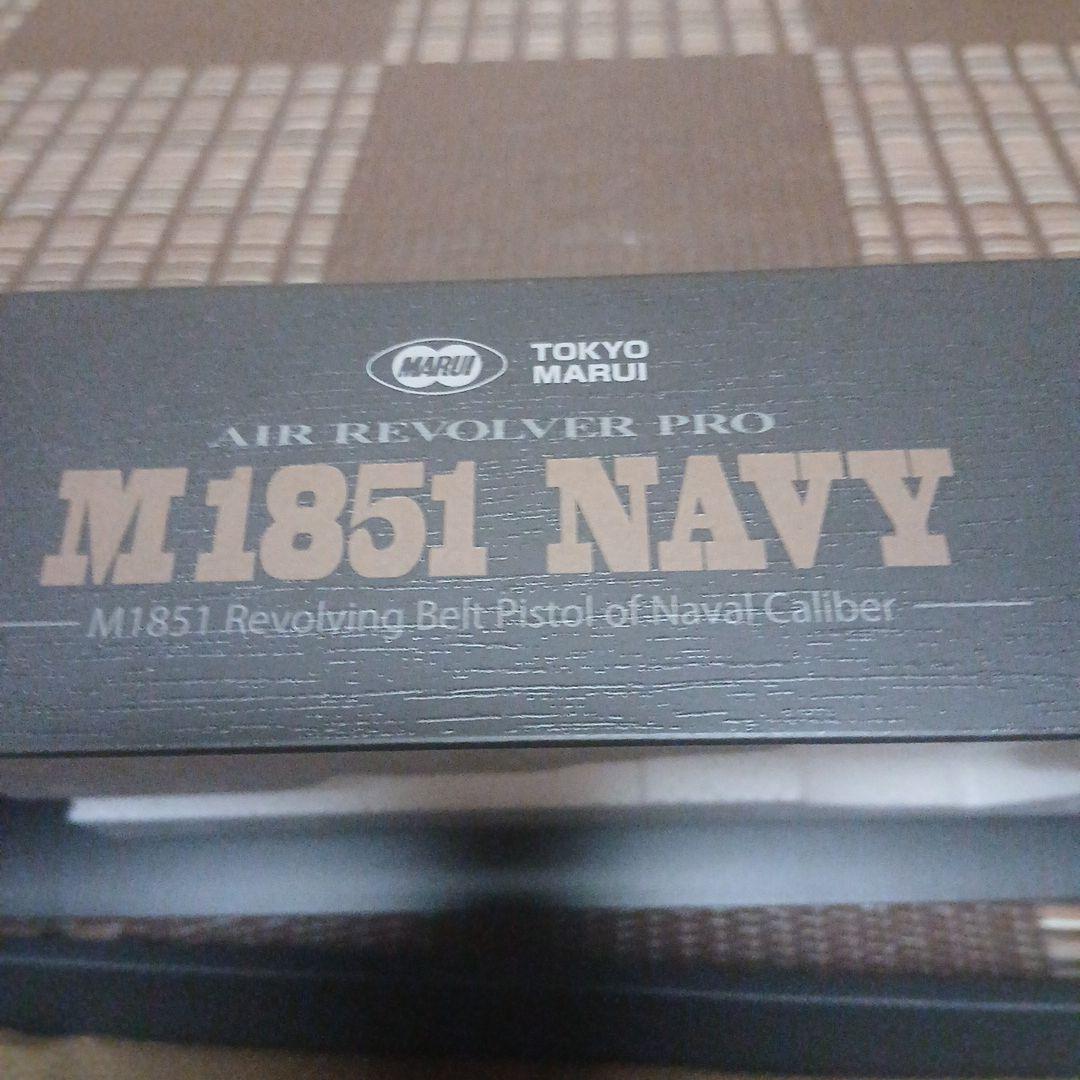 MARUI
TOKYO
MARUI
AIR REVOLVER PRO
M1851 NAVY
M1851 Revolving Belt Pistol of Naval Caliber